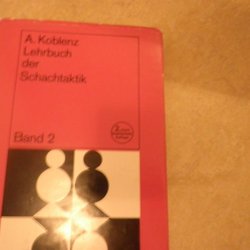 A. Koblenz
Lehrbuch
der
Schachtaktik
Band 2